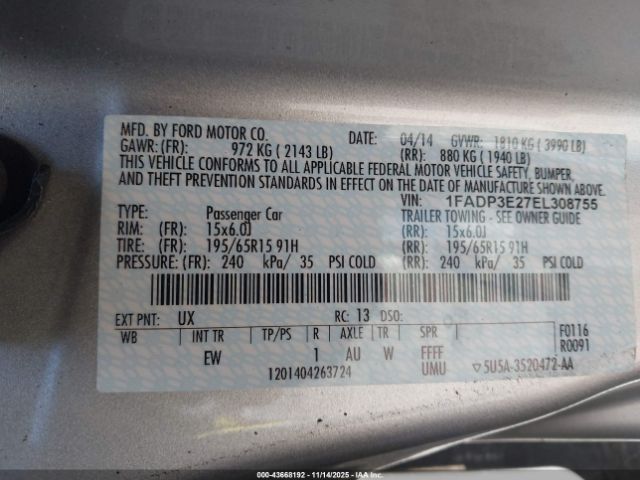 MFD. BY FORD MOTOR CO.
DATE: 04/14 GVWR: 1810 KG ( 3990 LB)
GAWR: (FR): 972 KG ( 2143 LB) (RR): 880 KG ( 1940 LB)
THIS VEHICLE CONFORMS TO ALL APPLICABLE FEDERAL MOTOR VEHICLE SAFETY, BUMPER,
AND THEFT PREVENTION STANDARDS IN EFFECT ON THE DATE OF MANUFACTURE SHOWN ABOVE.
VIN: 1FADP3E27EL308755
TYPE: Passenger Car TRAILER TOWING - SEE OWNER GUIDE
RIM: (FR): 15x6.0J (RR): 15x6.0J
TIRE: (FR): 195/65R15 91H (RR): 195/65R15 91H
PRESSURE: (FR): 240 kPa/ 35 PSI COLD (RR): 240 kPa/ 35 PSI COLD
EXT PNT: UX RC: 13 DSO:
WB INT TR TP/PS R AXLE TR SPR F0116
EW 1 AU W FFFF R0091
1201404263724 UMU ▽5U5A-3520472-AA
000-43668192 - 11/14/2025 - IAAI.COM